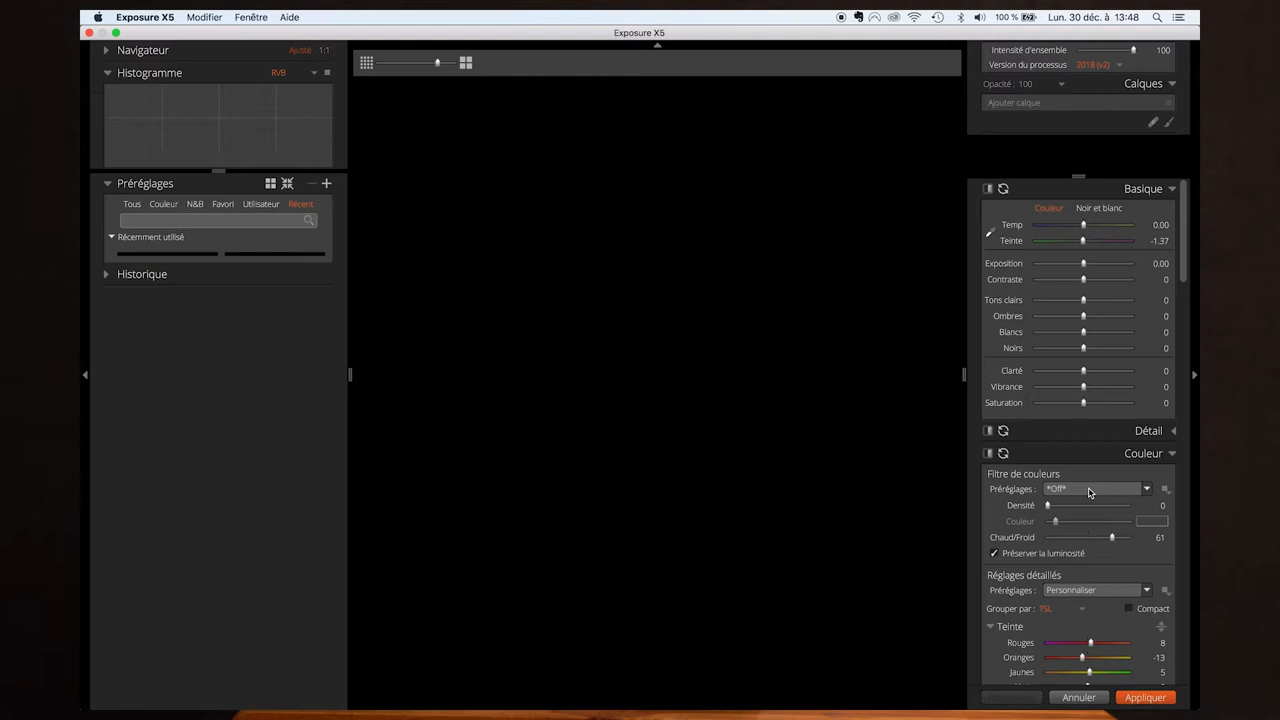 Exposure X5 Modifier Fenêtre Aide 100 % Lun. 30 déc. à 13:48
Exposure X5
Navigateur Ajusté 1:1
Histogramme RVB
Préréglages
Tous Couleur N&B Favori Utilisateur Récent
Récemment utilisé
Historique
Intensité d'ensemble 100
Version du processus 2018 (v2)
Opacité : 100 Calques
Ajouter calque
Basique
Couleur Noir et blanc
Temp 0.00
Teinte -1.37
Exposition 0.00
Contraste 0
Tons clairs 0
Ombres 0
Blancs 0
Noirs 0
Clarté 0
Vibrance 0
Saturation 0
Détail
Couleur
Filtre de couleurs
Préréglages : *Off*
Densité 0
Couleur
Chaud/Froid 61
Préserver la luminosité
Réglages détaillés
Préréglages : Personnaliser
Grouper par : TSL Compact
Teinte
Rouges 8
Oranges -13
Jaunes 5
Annuler Appliquer